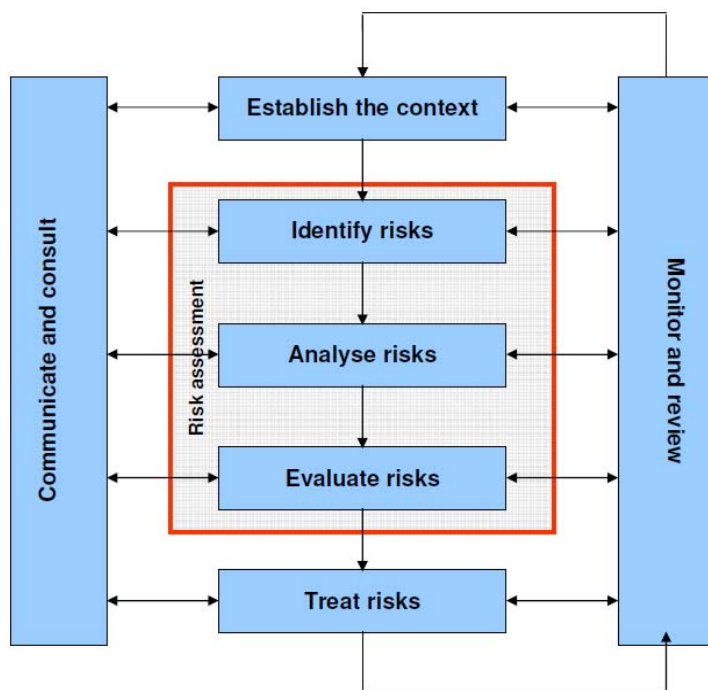 Establish the context
Communicate and consult
Risk assessment
Identify risks
Analyse risks
Evaluate risks
Treat risks
Monitor and review